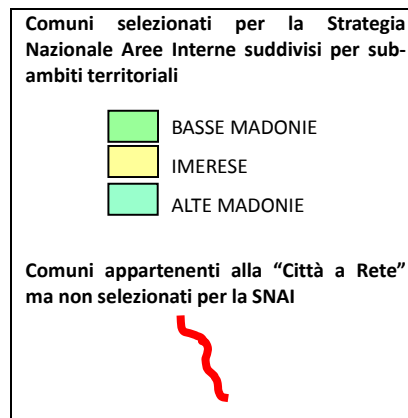 Comuni selezionati per la Strategia
Nazionale Aree Interne suddivisi per sub-
ambiti territoriali
BASSE MADONIE
IMERESE
ALTE MADONIE
Comuni appartenenti alla “Città a Rete”
ma non selezionati per la SNAI